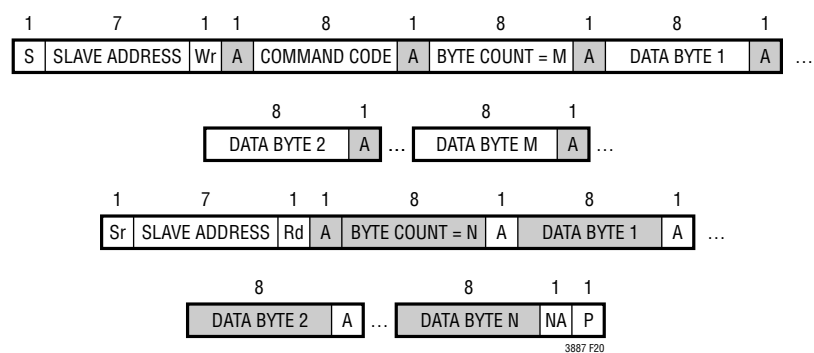 1 7 1 1 8 1 8 1 8 1
S SLAVE ADDRESS Wr A COMMAND CODE A BYTE COUNT = M A DATA BYTE 1 A ...
8 1 8 1
DATA BYTE 2 A ... DATA BYTE M A ...
1 7 1 1 8 1 8 1
Sr SLAVE ADDRESS Rd A BYTE COUNT = N A DATA BYTE 1 A ...
8 1 8 1 1
DATA BYTE 2 A ... DATA BYTE N NA P
3887 F20